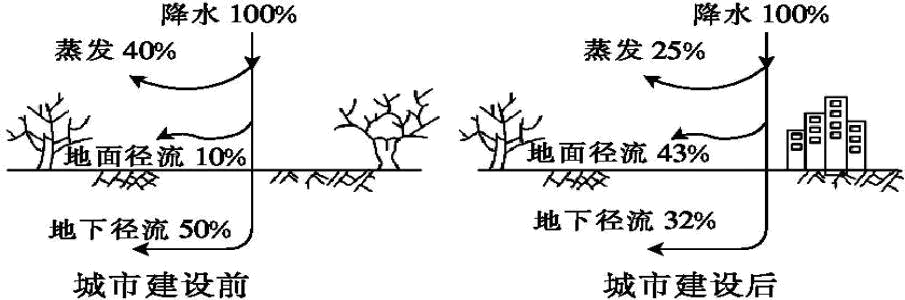 降水 100%
蒸发 40%
地面径流 10%
地下径流 50%
城市建设前
降水 100%
蒸发 25%
地面径流 43%
地下径流 32%
城市建设后